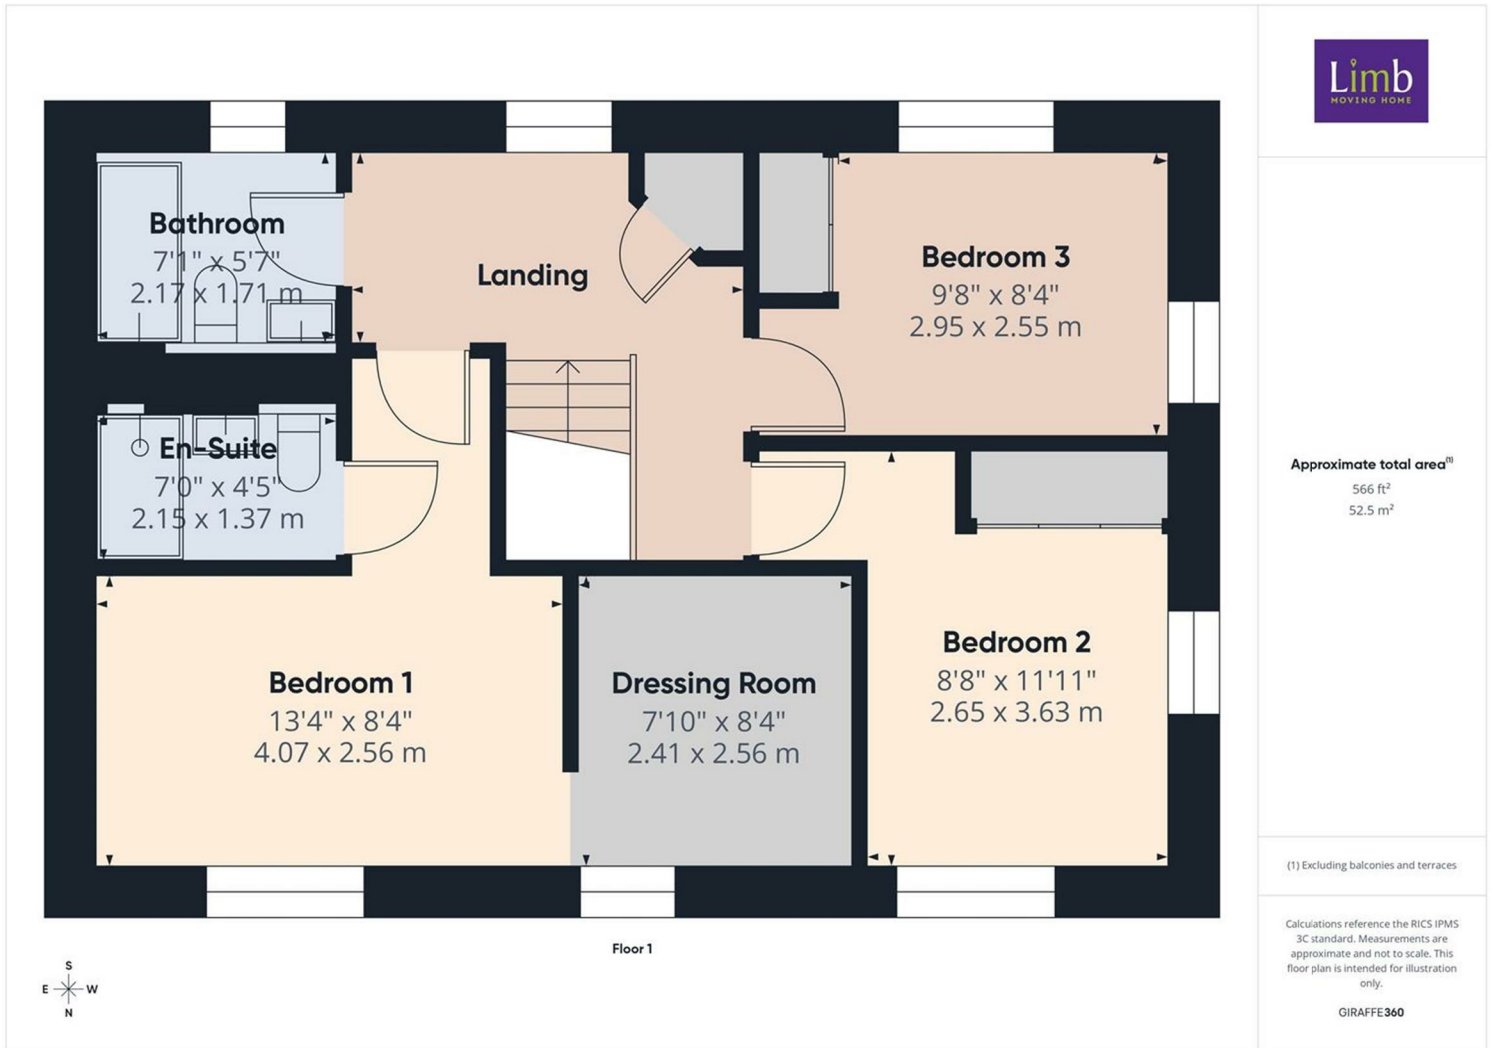 Limb
MOVING HOME
Bathroom
7'1" x 5'7"
2.17 x 1.71 m
Landing
Bedroom 3
9'8" x 8'4"
2.95 x 2.55 m
En-Suite
7'0" x 4'5"
2.15 x 1.37 m
Bedroom 1
13'4" x 8'4"
4.07 x 2.56 m
Dressing Room
7'10" x 8'4"
2.41 x 2.56 m
Bedroom 2
8'8" x 11'11"
2.65 x 3.63 m
Floor 1
S
E W
N
Approximate total area(1)
566 ft²
52.5 m²
(1) Excluding balconies and terraces
Calculations reference the RICS IPMS
3C standard. Measurements are
approximate and not to scale. This
floor plan is intended for illustration
only.
GIRAFFE360